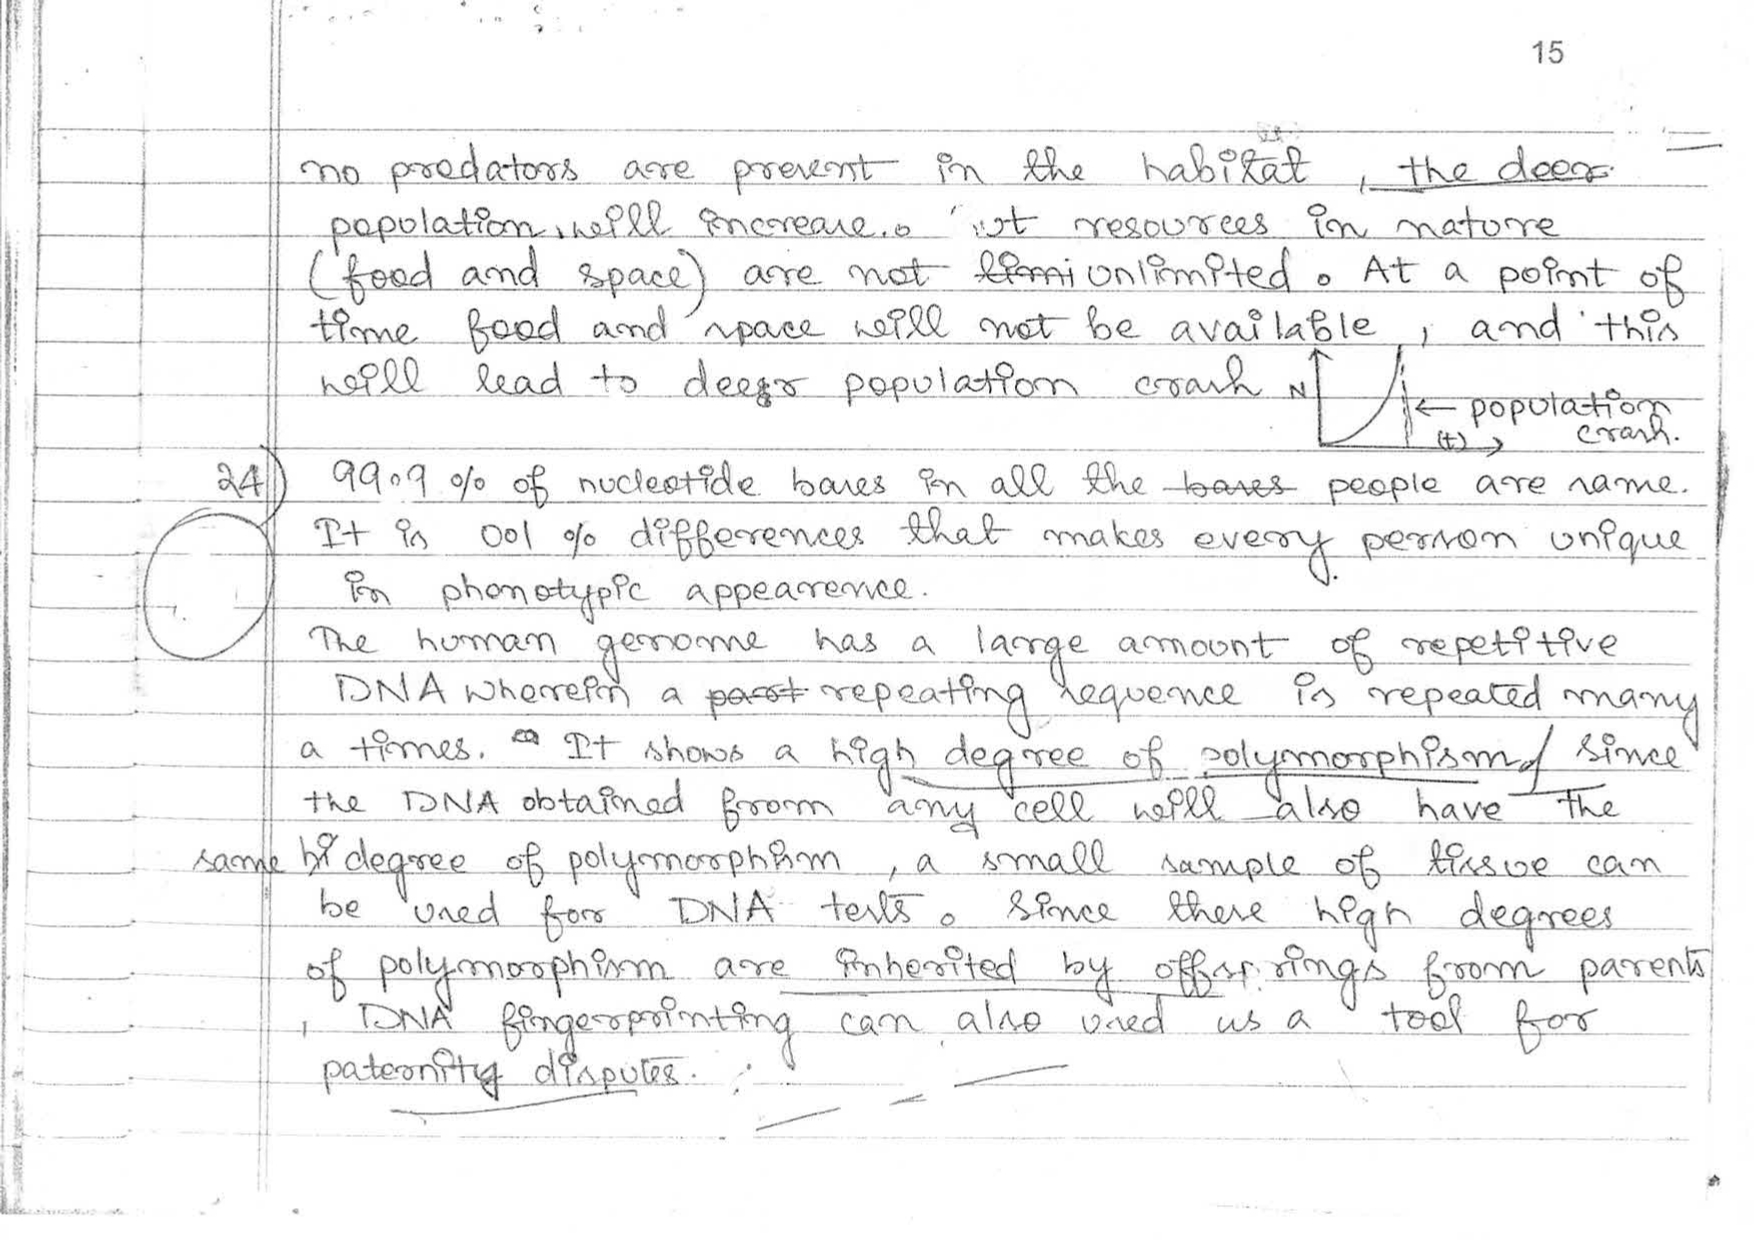 15
no predators are present in the habitat, the deer
population will increase. ut resources in nature
(food and space) are not limi unlimited. At a point of
time food and space will not be available, and this
will lead to deer population crash
N
(t)
← population
crash.
24) 99.9 % of nucleotide bases in all the bases people are same.
It is 0.1 % differences that makes every person unique
in phonotypic appearence.
The human genome has a large amount of repetitive
DNA wherein a part repeating sequence is repeated many
a times. It shows a high degree of polymorphism, since
the DNA obtained from any cell will also have the
same hi degree of polymorphism, a small sample of tissue can
be used for DNA tests. Since these high degrees
of polymorphism are inherited by offsprings from parents
, DNA fingerprinting can also used as a tool for
paternity disputes.